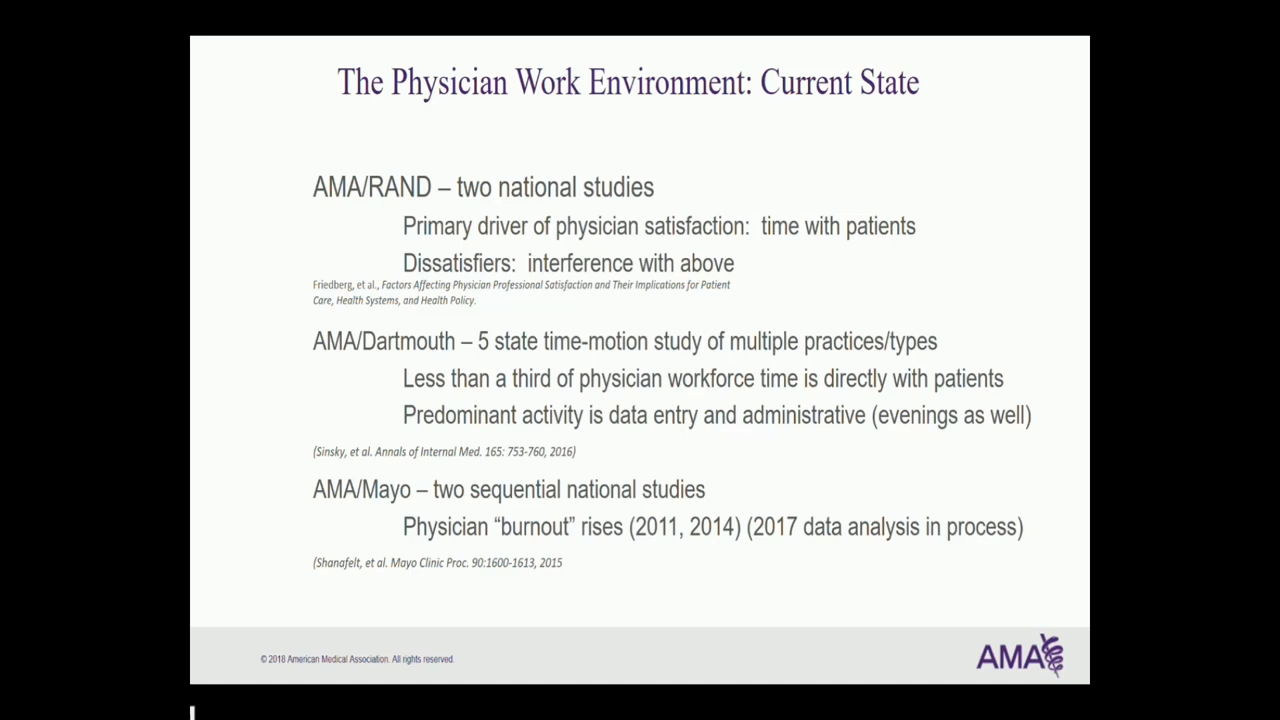 The Physician Work Environment: Current State
AMA/RAND – two national studies
Primary driver of physician satisfaction: time with patients
Dissatisfiers: interference with above
Friedberg, et al., Factors Affecting Physician Professional Satisfaction and Their Implications for Patient
Care, Health Systems, and Health Policy.
AMA/Dartmouth – 5 state time-motion study of multiple practices/types
Less than a third of physician workforce time is directly with patients
Predominant activity is data entry and administrative (evenings as well)
(Sinsky, et al. Annals of Internal Med. 165: 753-760, 2016)
AMA/Mayo – two sequential national studies
Physician “burnout” rises (2011, 2014) (2017 data analysis in process)
(Shanafelt, et al. Mayo Clinic Proc. 90:1600-1613, 2015
© 2018 American Medical Association. All rights reserved.
AMA